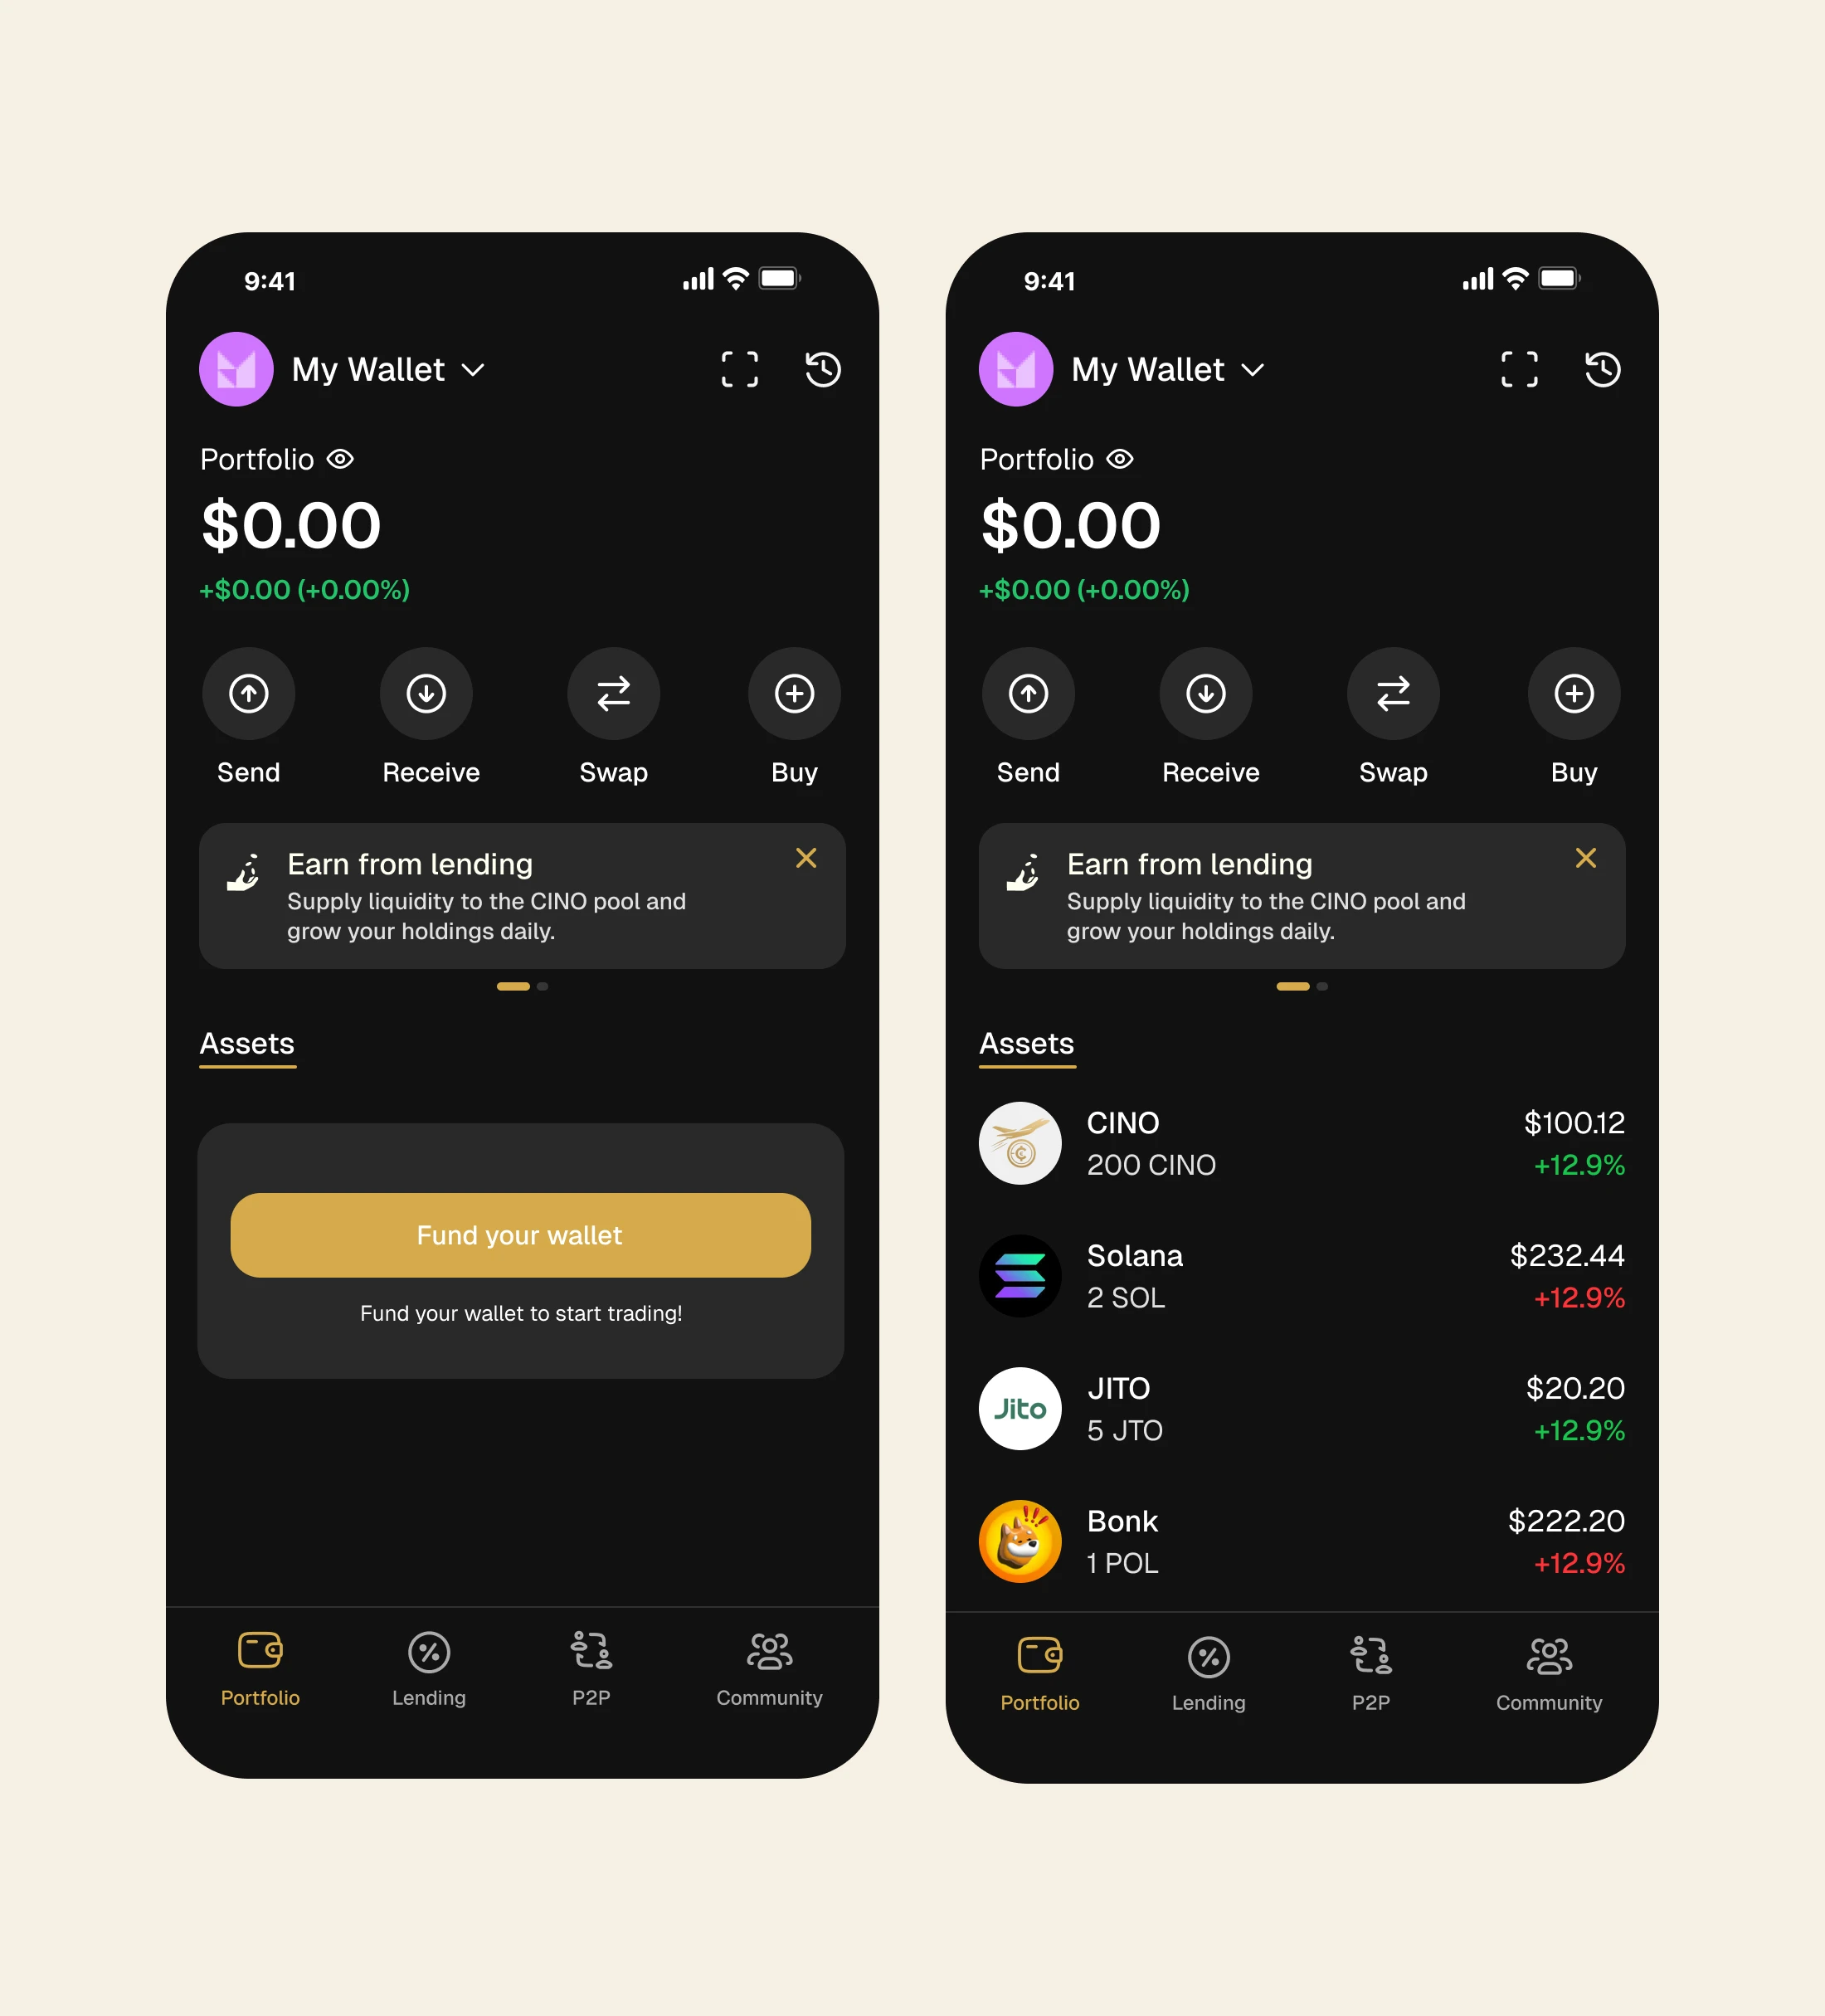 9:41
My Wallet
Portfolio
$0.00
+$0.00 (+0.00%)
Send Receive Swap Buy
Earn from lending
Supply liquidity to the CINO pool and
grow your holdings daily.
Assets
Fund your wallet
Fund your wallet to start trading!
Portfolio Lending P2P Community
9:41
My Wallet
Portfolio
$0.00
+$0.00 (+0.00%)
Send Receive Swap Buy
Earn from lending
Supply liquidity to the CINO pool and
grow your holdings daily.
Assets
CINO $100.12
200 CINO +12.9%
Solana $232.44
2 SOL +12.9%
Jito
JITO $20.20
5 JTO +12.9%
Bonk $222.20
1 POL +12.9%
Portfolio Lending P2P Community